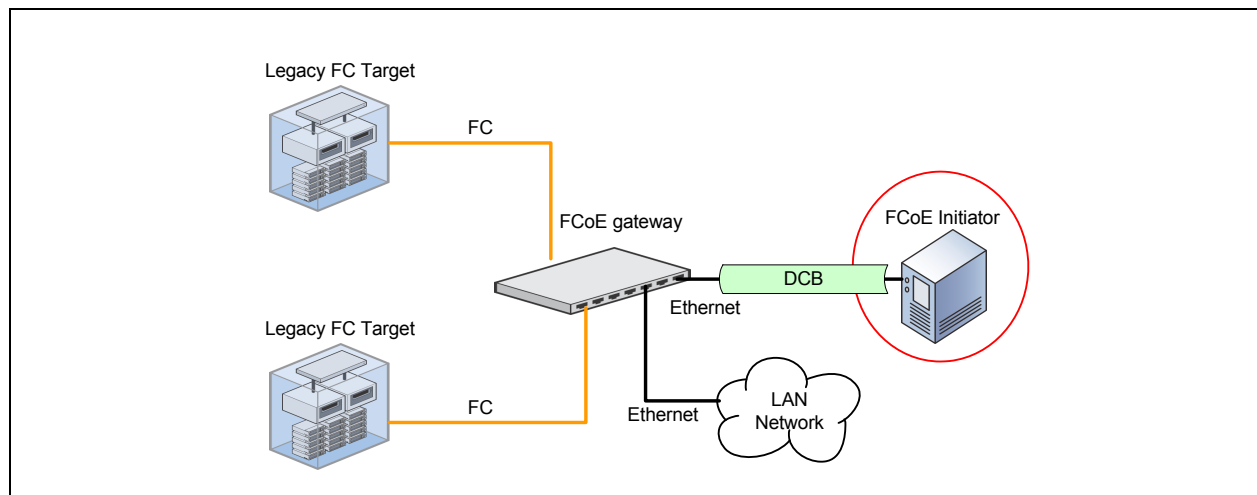 Legacy FC Target
FC
FCoE gateway
FCoE Initiator
DCB
Ethernet
Legacy FC Target
FC
Ethernet
LAN
Network